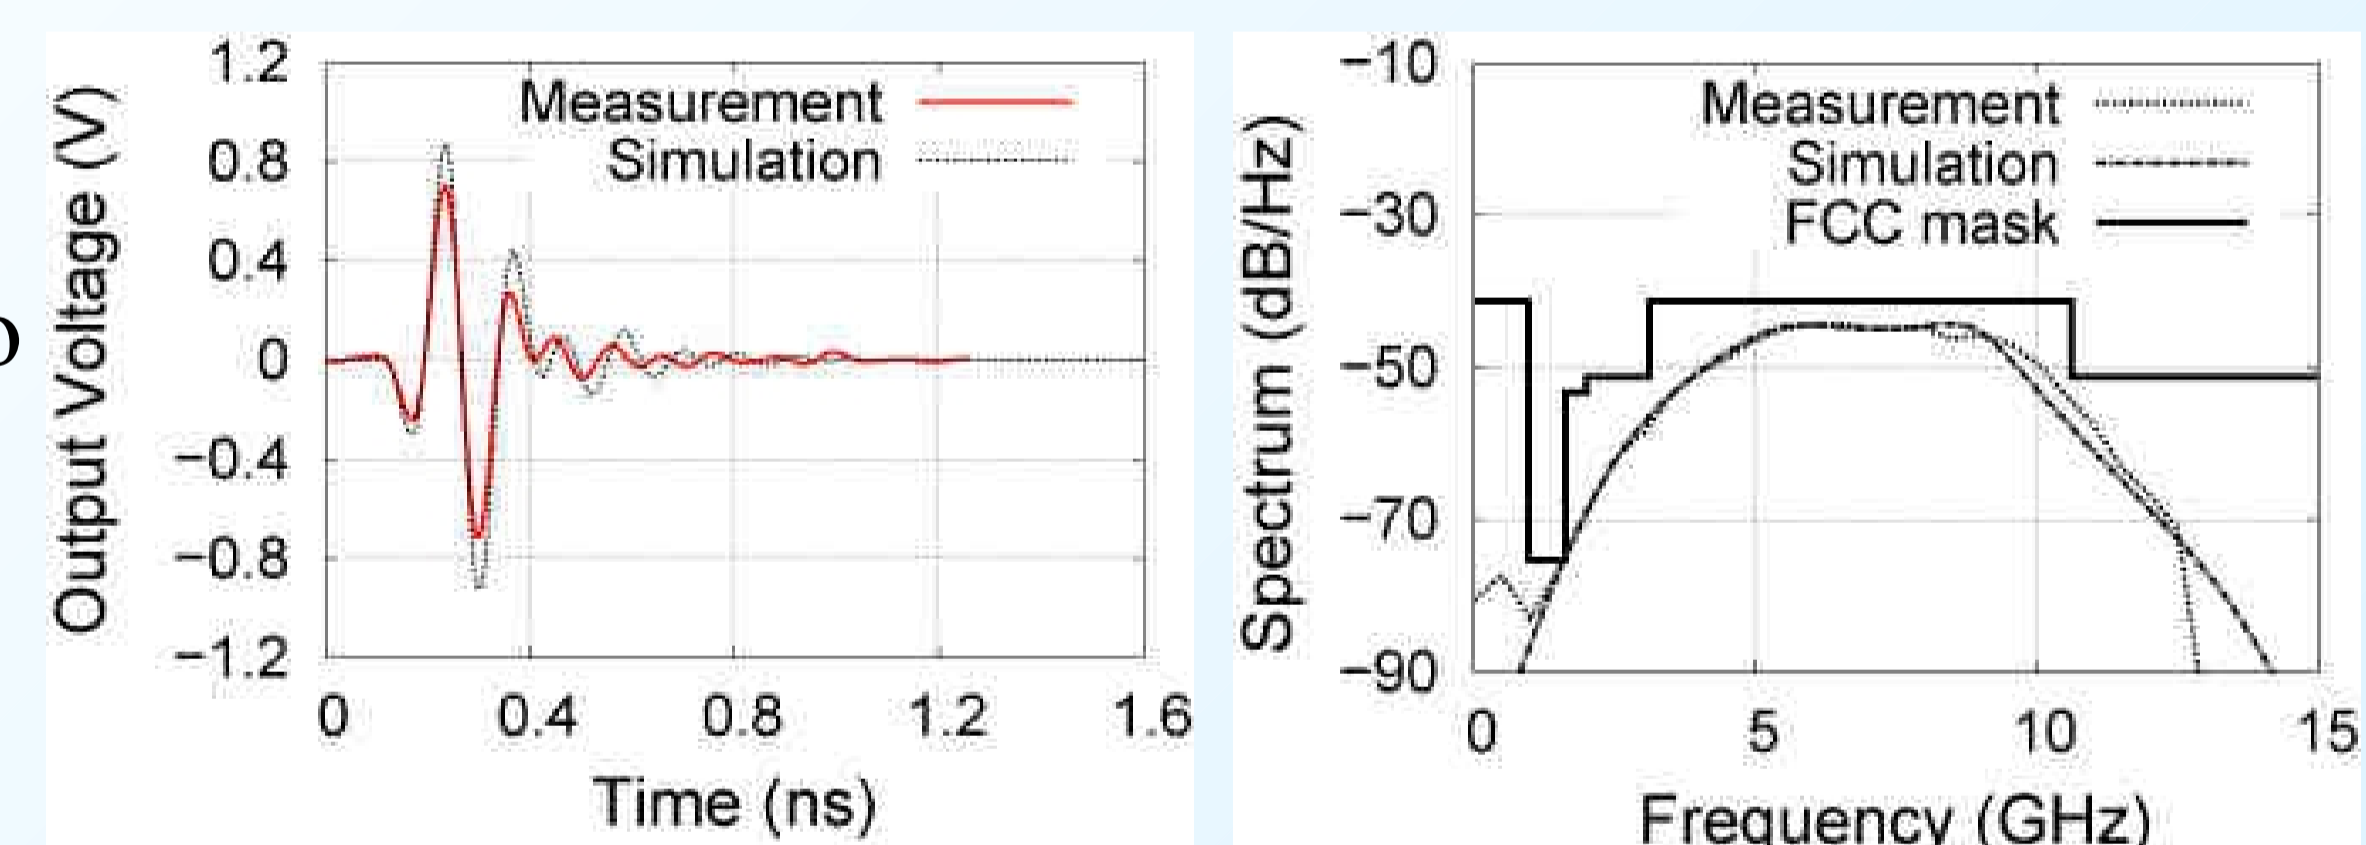 1.2
0.8
0.4
0
−0.4
−0.8
−1.2
Output Voltage (V)
Measurement
Simulation
0 0.4 0.8 1.2 1.6
Time (ns)
−10
−30
−50
−70
−90
Spectrum (dB/Hz)
Measurement
Simulation
FCC mask
0 5 10 15
Frequency (GHz)